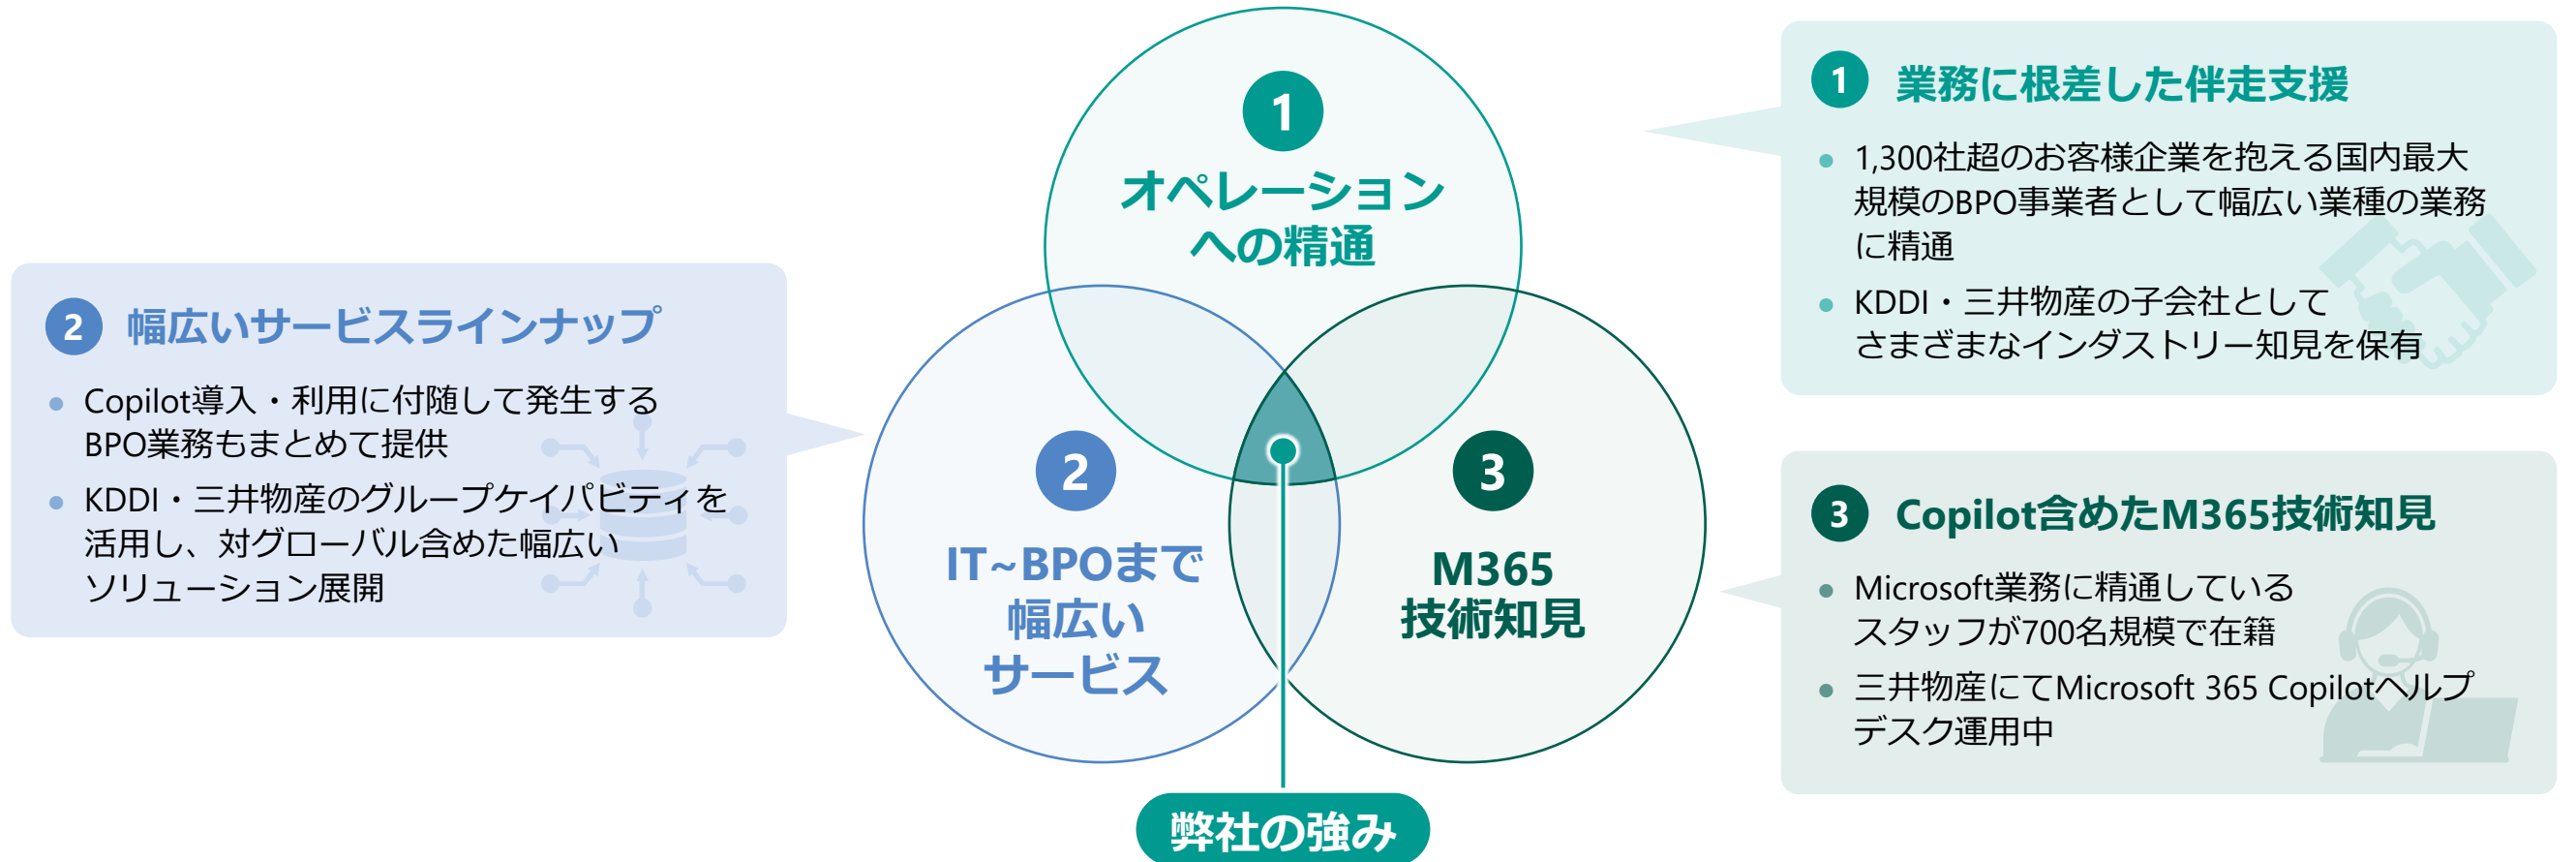 1
オペレーション
への精通
2
IT~BPOまで
幅広い
サービス
3
M365
技術知見
弊社の強み
1 業務に根差した伴走支援
● 1,300社超のお客様企業を抱える国内最大
規模のBPO事業者として幅広い業種の業務
に精通
● KDDI・三井物産の子会社として
さまざまなインダストリー知見を保有
2 幅広いサービスラインナップ
● Copilot導入・利用に付随して発生する
BPO業務もまとめて提供
● KDDI・三井物産のグループケイパビティを
活用し、対グローバル含めた幅広い
ソリューション展開
3 Copilot含めたM365技術知見
● Microsoft業務に精通している
スタッフが700名規模で在籍
● 三井物産にてMicrosoft 365 Copilotヘルプ
デスク運用中